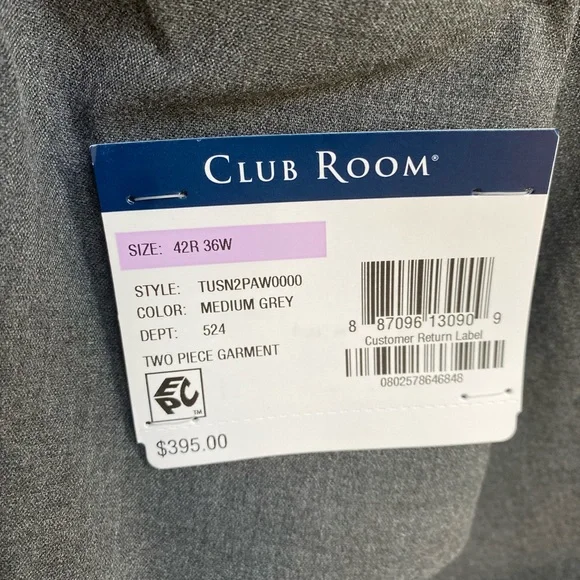 CLUB ROOM®
SIZE: 42R 36W
STYLE: TUSN2PAW0000
COLOR: MEDIUM GREY
DEPT: 524
TWO PIECE GARMENT
EPC™
$395.00
8 87096 13090 9
Customer Return Label
0802578646848